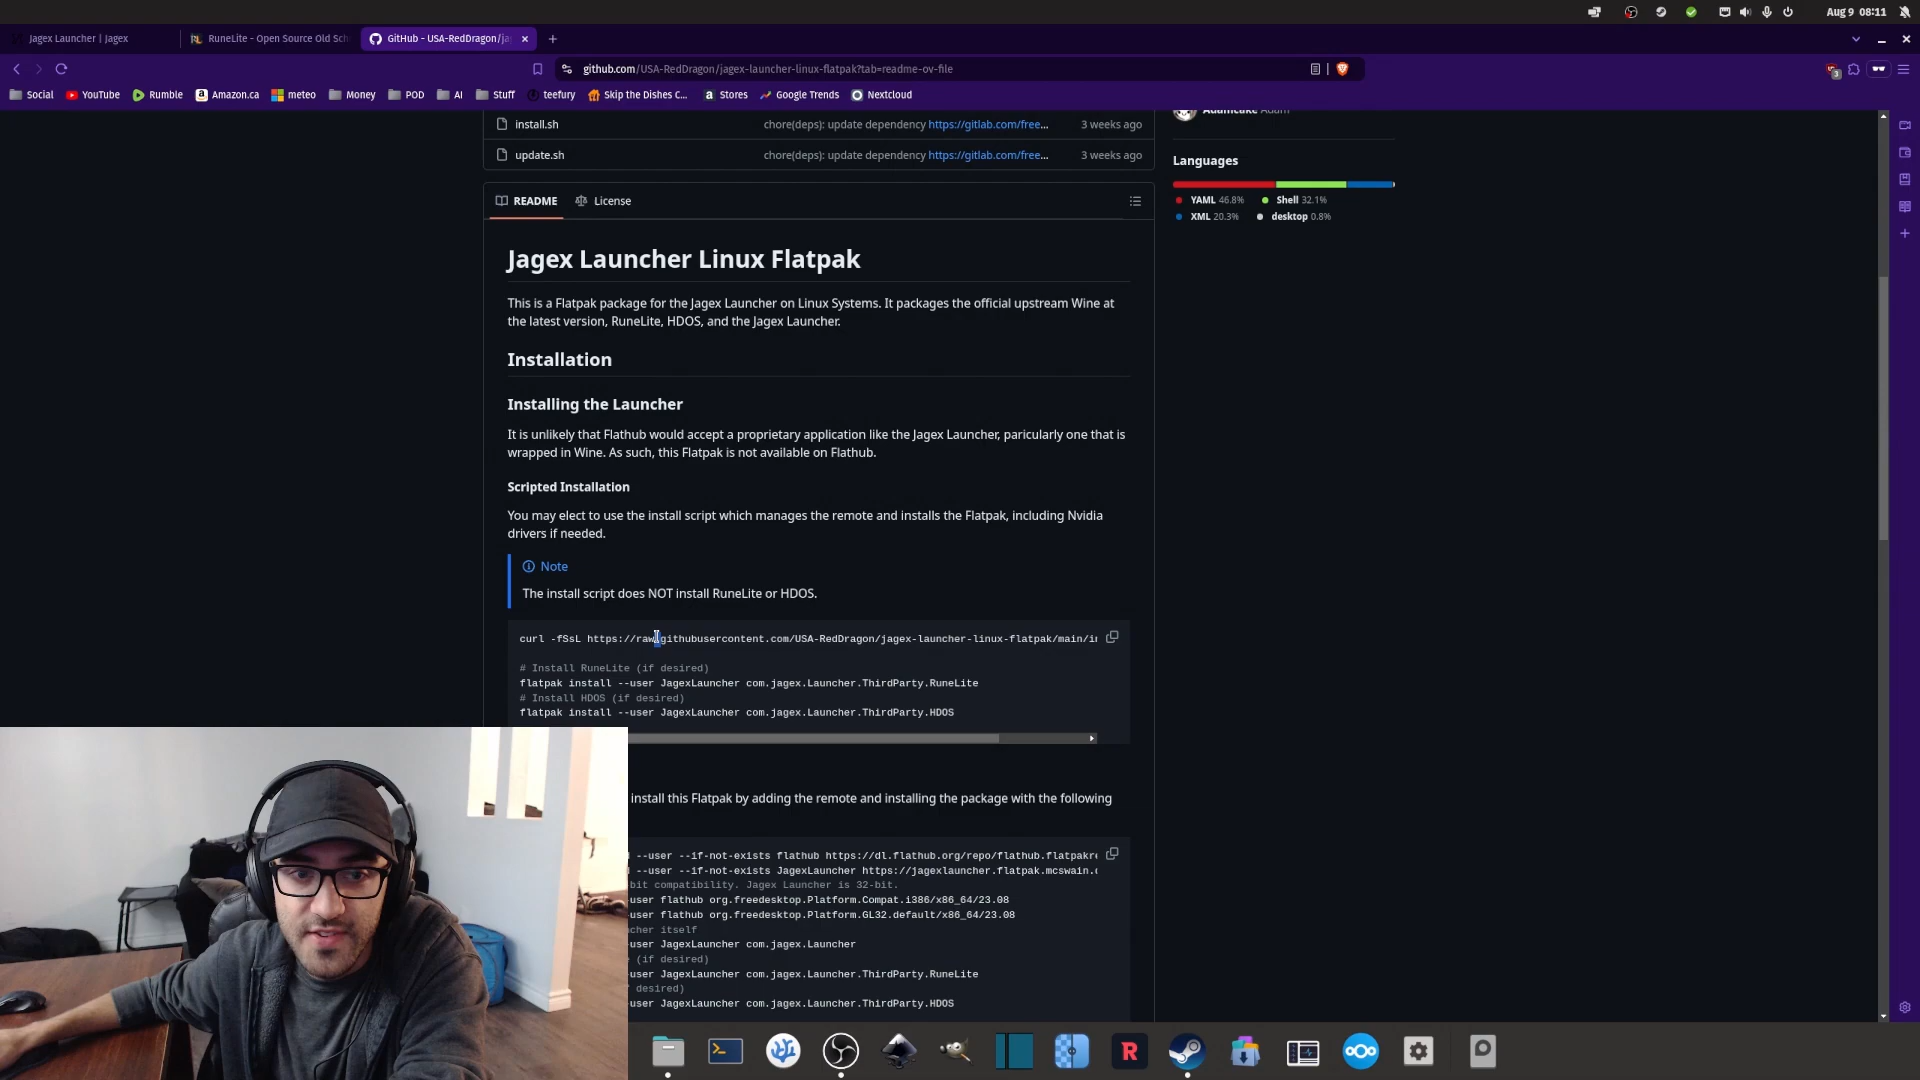 Aug 9 08:11
Jagex Launcher | Jagex
RuneLite - Open Source Old Sch
GitHub - USA-RedDragon/ja
github.com/USA-RedDragon/jagex-launcher-linux-flatpak?tab=readme-ov-file
3
Social YouTube Rumble Amazon.ca meteo Money POD AI Stuff teefury Skip the Dishes C... Stores Google Trends Nextcloud
install.sh chore(deps): update dependency https://gitlab.com/free... 3 weeks ago
update.sh chore(deps): update dependency https://gitlab.com/free... 3 weeks ago
Adamcake Adam
Languages
YAML 46.8% Shell 32.1%
XML 20.3% desktop 0.8%
README License
Jagex Launcher Linux Flatpak
This is a Flatpak package for the Jagex Launcher on Linux Systems. It packages the official upstream Wine at
the latest version, RuneLite, HDOS, and the Jagex Launcher.
Installation
Installing the Launcher
It is unlikely that Flathub would accept a proprietary application like the Jagex Launcher, paricularly one that is
wrapped in Wine. As such, this Flatpak is not available on Flathub.
Scripted Installation
You may elect to use the install script which manages the remote and installs the Flatpak, including Nvidia
drivers if needed.
Note
The install script does NOT install RuneLite or HDOS.
curl -fSsL https://raw.githubusercontent.com/USA-RedDragon/jagex-launcher-linux-flatpak/main/in
# Install RuneLite (if desired)
flatpak install --user JagexLauncher com.jagex.Launcher.ThirdParty.RuneLite
# Install HDOS (if desired)
flatpak install --user JagexLauncher com.jagex.Launcher.ThirdParty.HDOS
install this Flatpak by adding the remote and installing the package with the following
--user --if-not-exists flathub https://dl.flathub.org/repo/flathub.flatpakr
--user --if-not-exists JagexLauncher https://jagexlauncher.flatpak.mcswain.
bit compatibility. Jagex Launcher is 32-bit.
user flathub org.freedesktop.Platform.Compat.i386/x86_64/23.08
user flathub org.freedesktop.Platform.GL32.default/x86_64/23.08
cher itself
-user JagexLauncher com.jagex.Launcher
(if desired)
-user JagexLauncher com.jagex.Launcher.ThirdParty.RuneLite
desired)
-user JagexLauncher com.jagex.Launcher.ThirdParty.HDOS
R